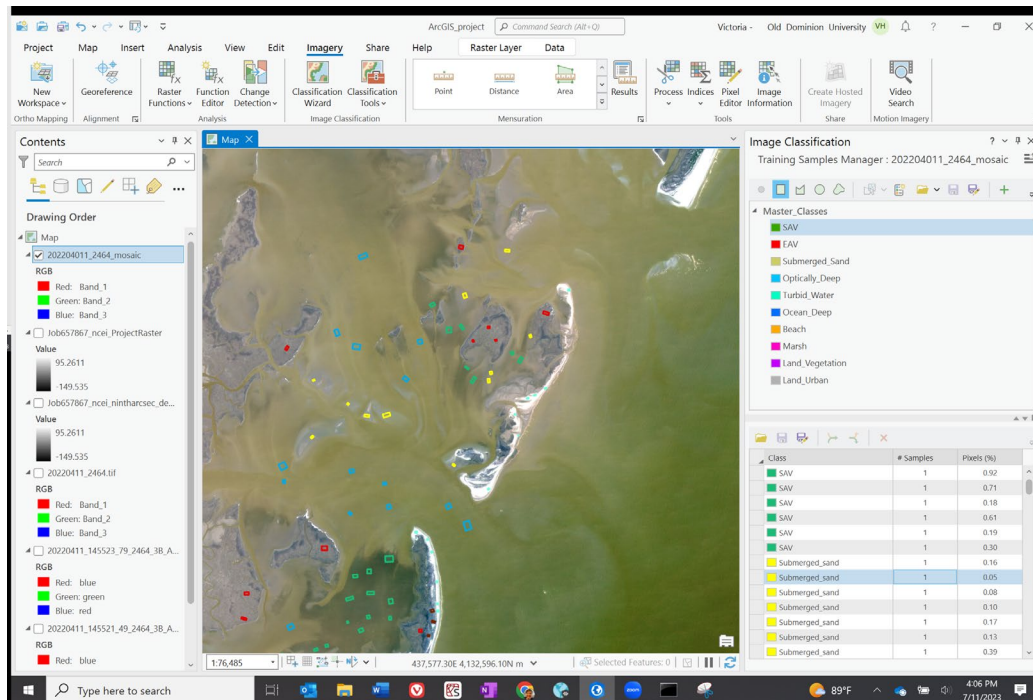 ArcGIS_project
Command Search (Alt+Q)
Victoria - Old Dominion University
VH
?
Project Map Insert Analysis View Edit Imagery Share Help Raster Layer Data
New Workspace
Georeference
Raster Functions
Function Editor
Change Detection
Classification Wizard
Classification Tools
Point
Distance
Area
Results
Process
Indices
Pixel Editor
Image Information
Create Hosted Imagery
Video Search
Ortho Mapping
Alignment
Analysis
Image Classification
Mensuration
Tools
Share
Motion Imagery
Contents
Search
Drawing Order
Map
202204011_2464_mosaic
RGB
Red: Band_1
Green: Band_2
Blue: Band_3
Job657867_ncei_ProjectRaster
Value
95.2611
-149.535
Job657867_ncei_nintharcsec_de...
Value
95.2611
-149.535
20220411_2464.tif
RGB
Red: Band_1
Green: Band_2
Blue: Band_3
20220411_145523_79_2464_3B_A...
RGB
Red: blue
Green: green
Blue: red
20220411_145521_49_2464_3B_A...
RGB
Red: blue
Map
1:76,485
437,577.30E 4,132,596.10N m
Selected Features: 0
Image Classification
?
Training Samples Manager : 202204011_2464_mosaic
Master_Classes
SAV
EAV
Submerged_Sand
Optically_Deep
Turbid_Water
Ocean_Deep
Beach
Marsh
Land_Vegetation
Land_Urban
Class # Samples Pixels (%)
SAV 1 0.92
SAV 1 0.71
SAV 1 0.18
SAV 1 0.61
SAV 1 0.19
SAV 1 0.30
Submerged_sand 1 0.16
Submerged_sand 1 0.05
Submerged_sand 1 0.08
Submerged_sand 1 0.10
Submerged_sand 1 0.17
Submerged_sand 1 0.13
Submerged_sand 1 0.39
Type here to search
89°F
4:06 PM
7/11/2023